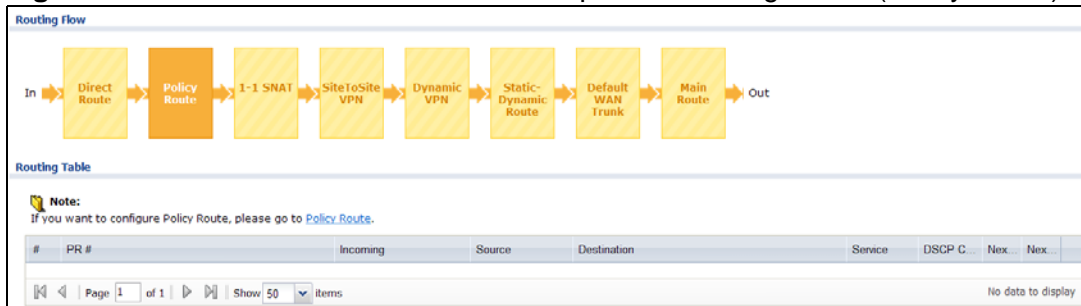 Routing Flow
In
Direct Route
Policy Route
1-1 SNAT
SiteToSite VPN
Dynamic VPN
Static-Dynamic Route
Default WAN Trunk
Main Route
Out
Routing Table
Note:
If you want to configure Policy Route, please go to Policy Route.
# PR # Incoming Source Destination Service DSCP C... Nex... Nex...
Page 1 of 1 Show 50 items No data to display